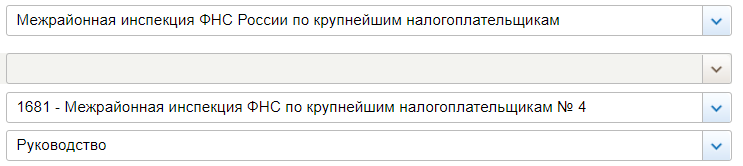 Межрайонная инспекция ФНС России по крупнейшим налогоплательщикам
1681 - Межрайонная инспекция ФНС по крупнейшим налогоплательщикам № 4
Руководство